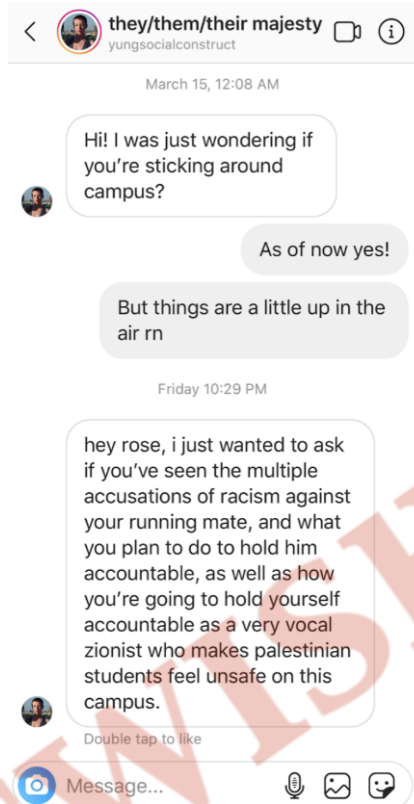 they/them/their majesty
yungsocialconstruct
March 15, 12:08 AM
Hi! I was just wondering if
you're sticking around
campus?
As of now yes!
But things are a little up in the
air rn
Friday 10:29 PM
hey rose, i just wanted to ask
if you've seen the multiple
accusations of racism against
your running mate, and what
you plan to do to hold him
accountable, as well as how
you're going to hold yourself
accountable as a very vocal
zionist who makes palestinian
students feel unsafe on this
campus.
Double tap to like
Message...